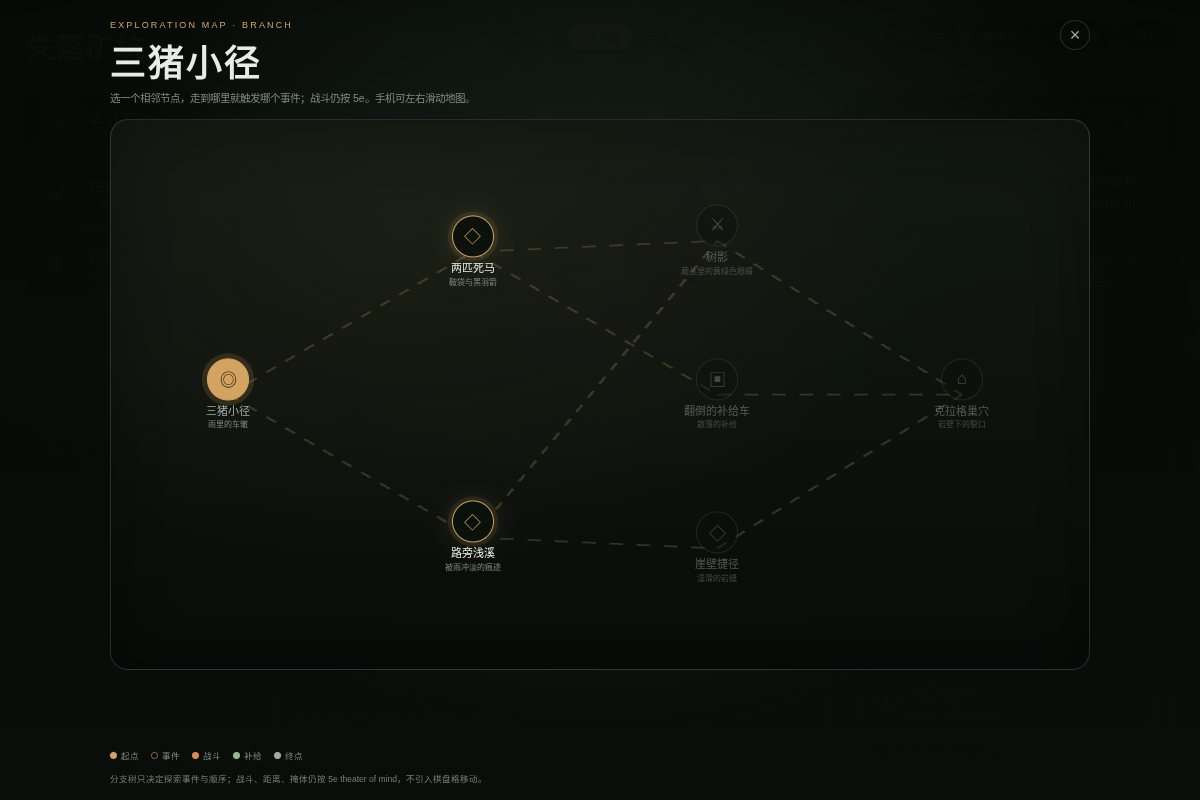 EXPLORATION MAP · BRANCH
三猪小径
选一个相邻节点，走到哪里就触发哪个事件；战斗仍按 5e。手机可左右滑动地图。
两匹死马
鞍袋与黑羽箭
树影
蕨丛里的黄绿色眼睛
三猪小径
雨里的车辙
翻倒的补给车
散落的补给
克拉格巢穴
岩壁下的裂口
路旁浅溪
被雨冲淡的痕迹
崖壁捷径
湿滑的岩缝
起点 事件 战斗 补给 终点
分支树只决定探索事件与顺序；战斗、距离、掩体仍按 5e theater of mind，不引入棋盘格移动。